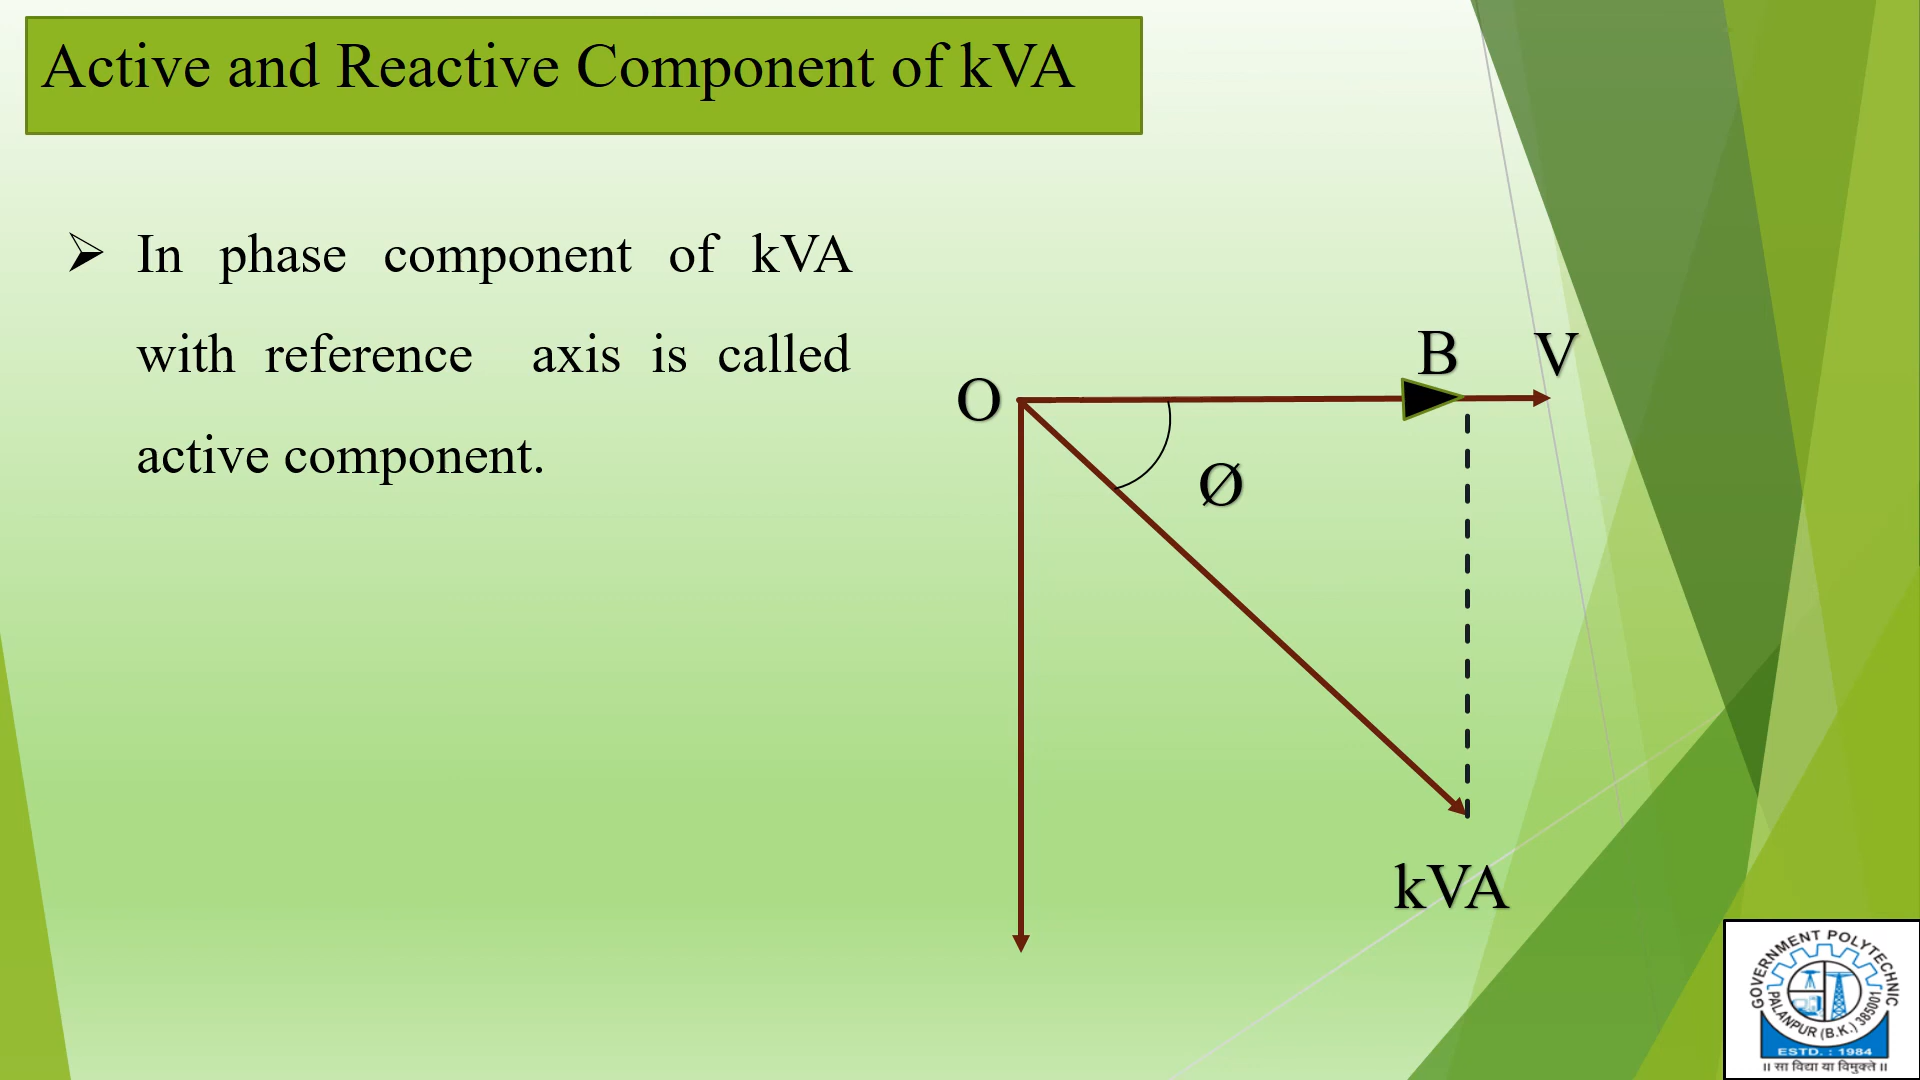 Active and Reactive Component of kVA
➢ In phase component of kVA
with reference axis is called
active component.
B V
O
Ø
kVA
GOVERNMENT POLYTECHNIC
PALANPUR (B.K.) 385001
ESTD. : 1984
॥ सा विद्या या विमुक्ते ॥